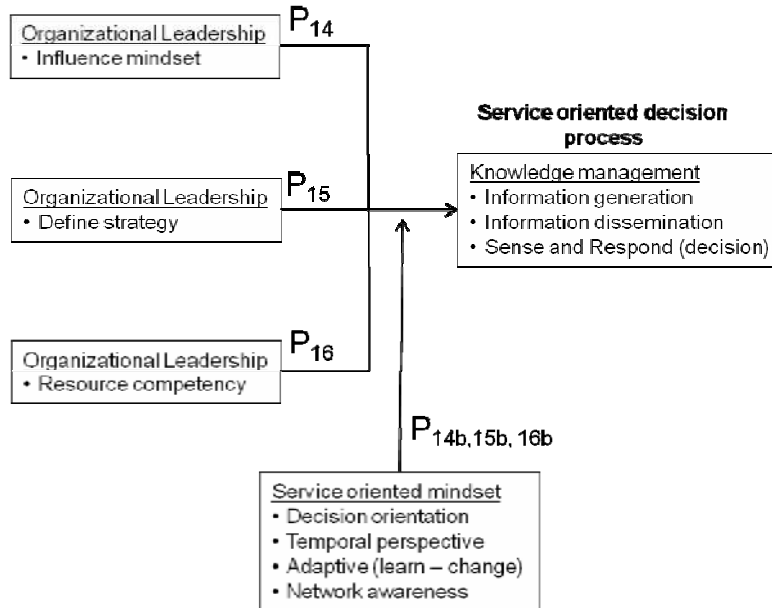 Organizational Leadership
• Influence mindset
P14
Service oriented decision
process
Knowledge management
• Information generation
• Information dissemination
• Sense and Respond (decision)
Organizational Leadership
• Define strategy
P15
Organizational Leadership
• Resource competency
P16
P14b,15b, 16b
Service oriented mindset
• Decision orientation
• Temporal perspective
• Adaptive (learn – change)
• Network awareness